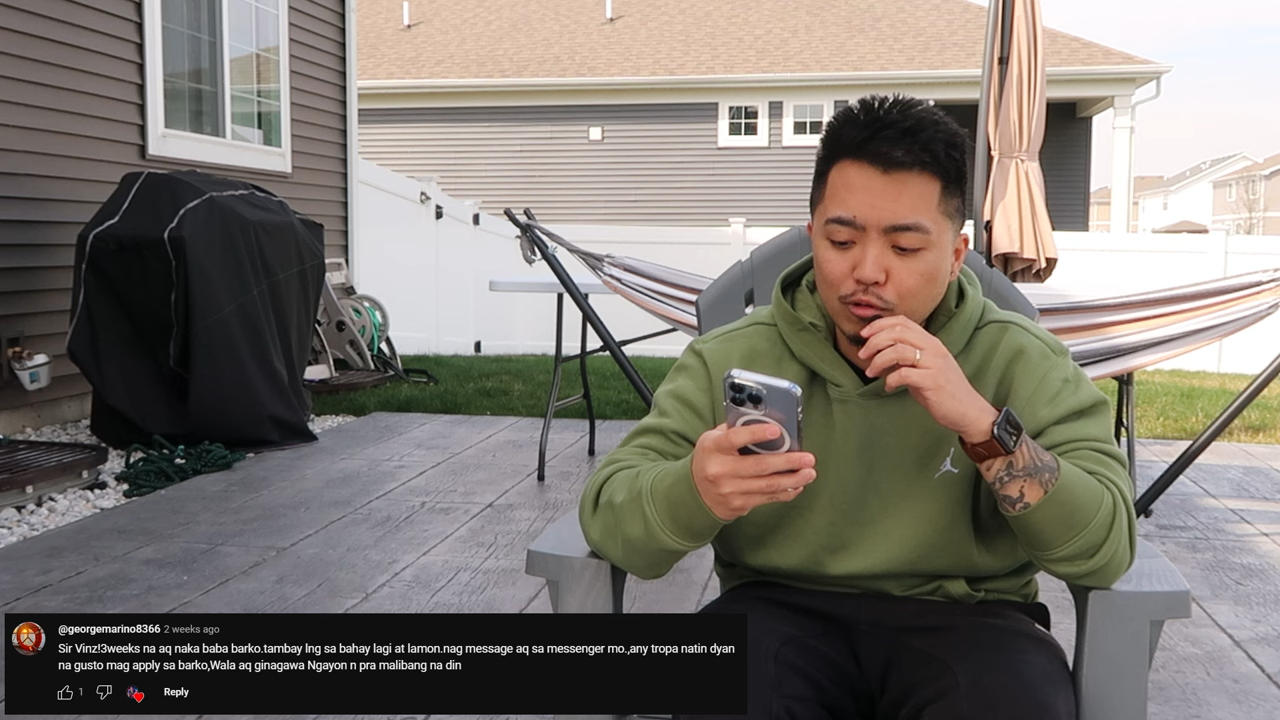 @georgemarino8366 2 weeks ago
Sir Vinz!3weeks na aq naka baba barko.tambay lng sa bahay lagi at lamon.nag message aq sa messenger mo.,any tropa natin dyan
na gusto mag apply sa barko,Wala aq ginagawa Ngayon n pra malibang na din
1 Reply